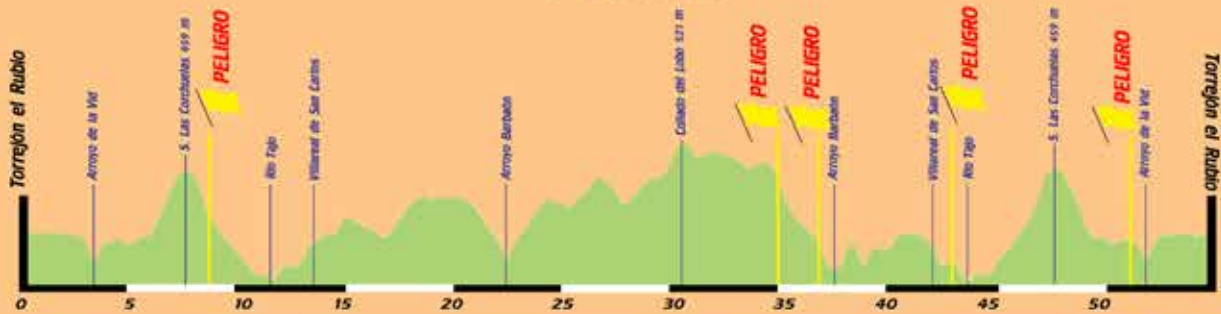 Torrejón el Rubio
Arroyo de la Vid
S. Las Corchuelas 459 m
PELIGRO
Río Tajo
Villareal de San Carlos
Arroyo Barbaón
Collado del Lobo 521 m
PELIGRO
PELIGRO
Arroyo Barbaón
Villareal de San Carlos
PELIGRO
Río Tajo
S. Las Corchuelas 459 m
PELIGRO
Arroyo de la Vid
Torrejón el Rubio
0 5 10 15 20 25 30 35 40 45 50